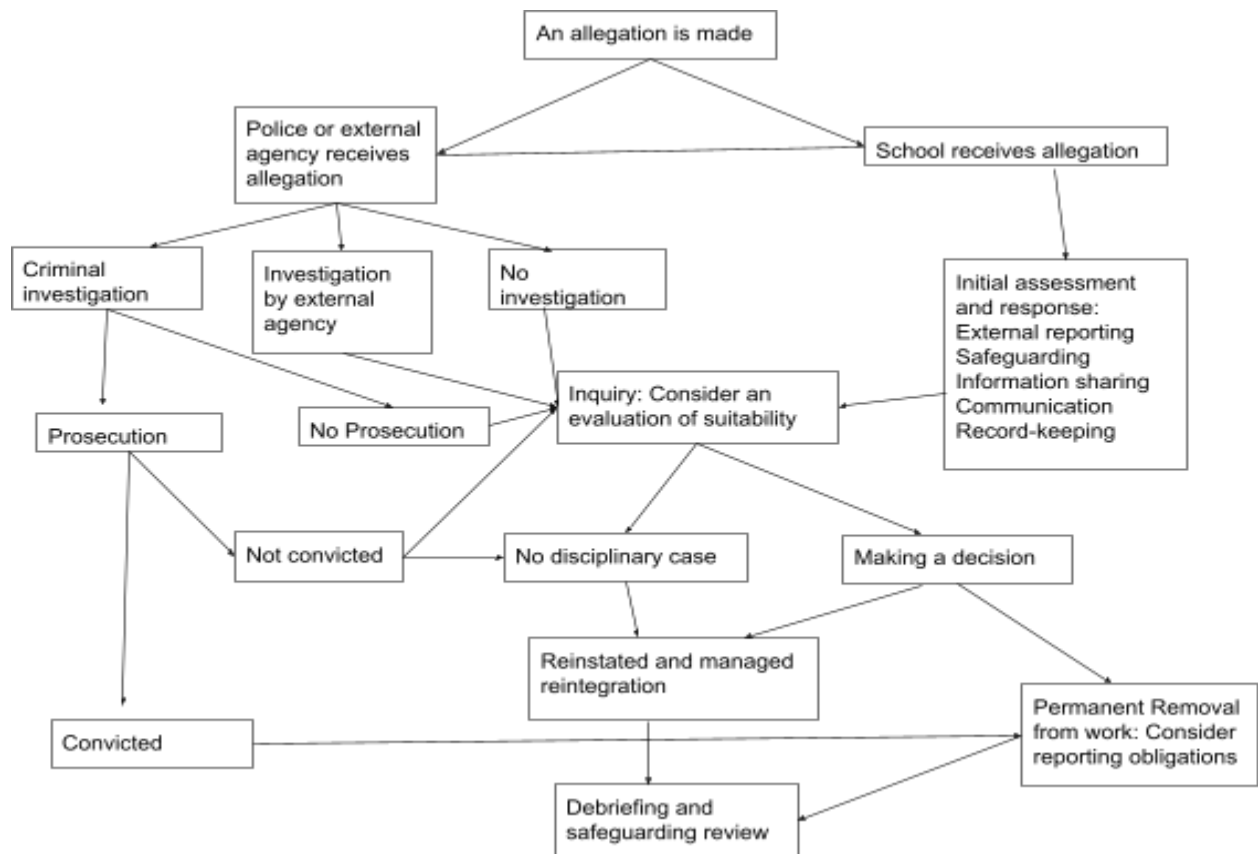 An allegation is made
Police or external
agency receives
allegation
School receives allegation
Criminal
investigation
Investigation
by external
agency
No
investigation
Initial assessment
and response:
External reporting
Safeguarding
Information sharing
Communication
Record-keeping
Inquiry: Consider an
evaluation of suitability
Prosecution
No Prosecution
Not convicted
No disciplinary case
Making a decision
Reinstated and managed
reintegration
Convicted
Permanent Removal
from work: Consider
reporting obligations
Debriefing and
safeguarding review